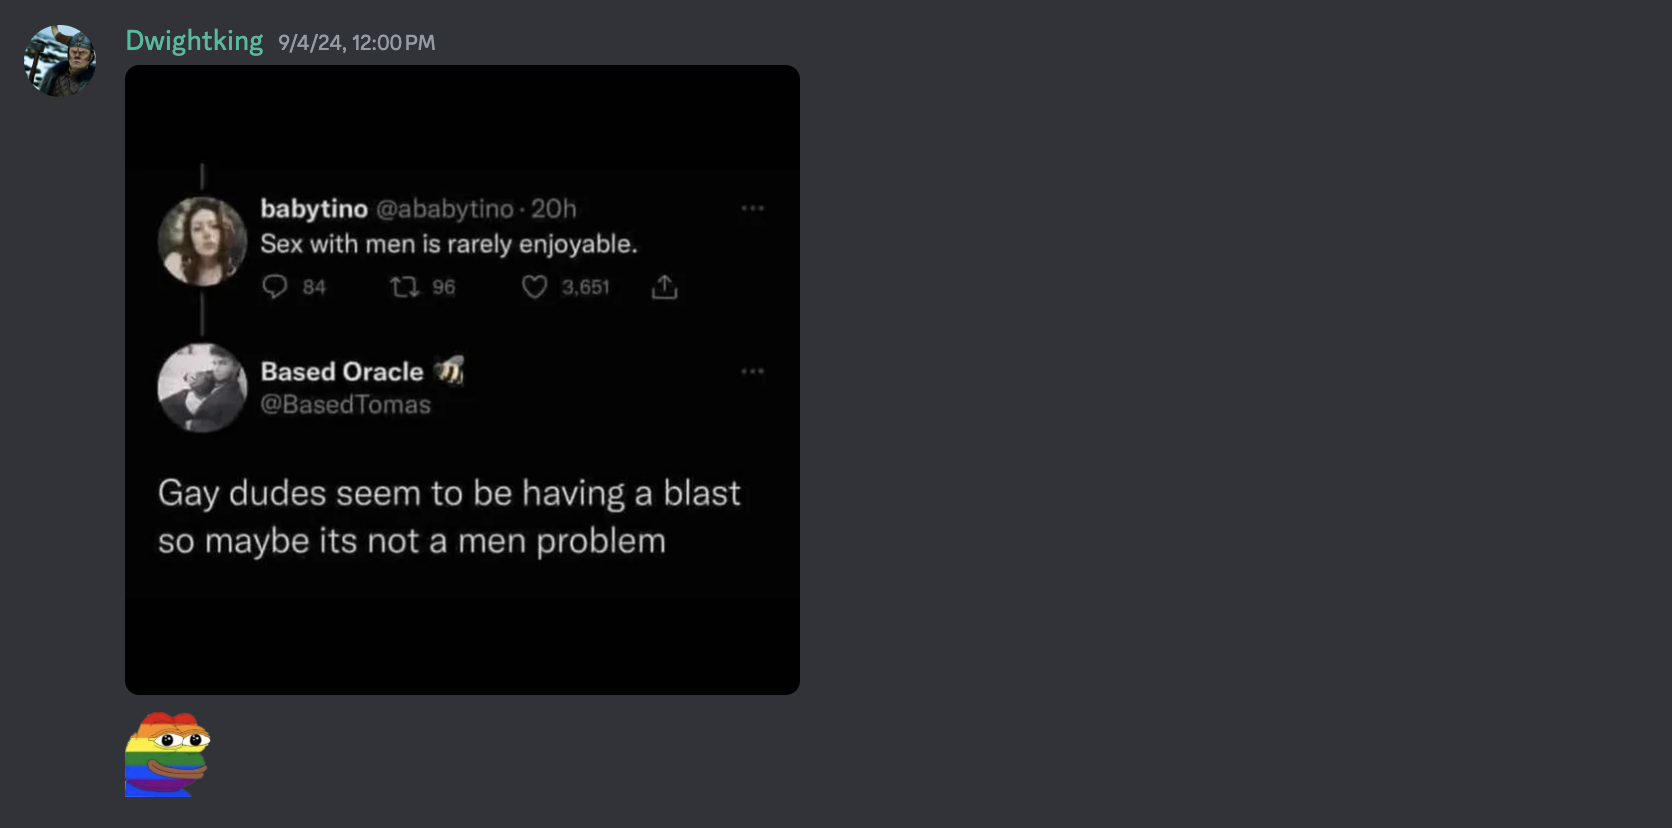 Dwightking 9/4/24, 12:00 PM
babytino @ababytino · 20h
Sex with men is rarely enjoyable.
84 96 3,651
Based Oracle 🐝
@BasedTomas
Gay dudes seem to be having a blast
so maybe its not a men problem